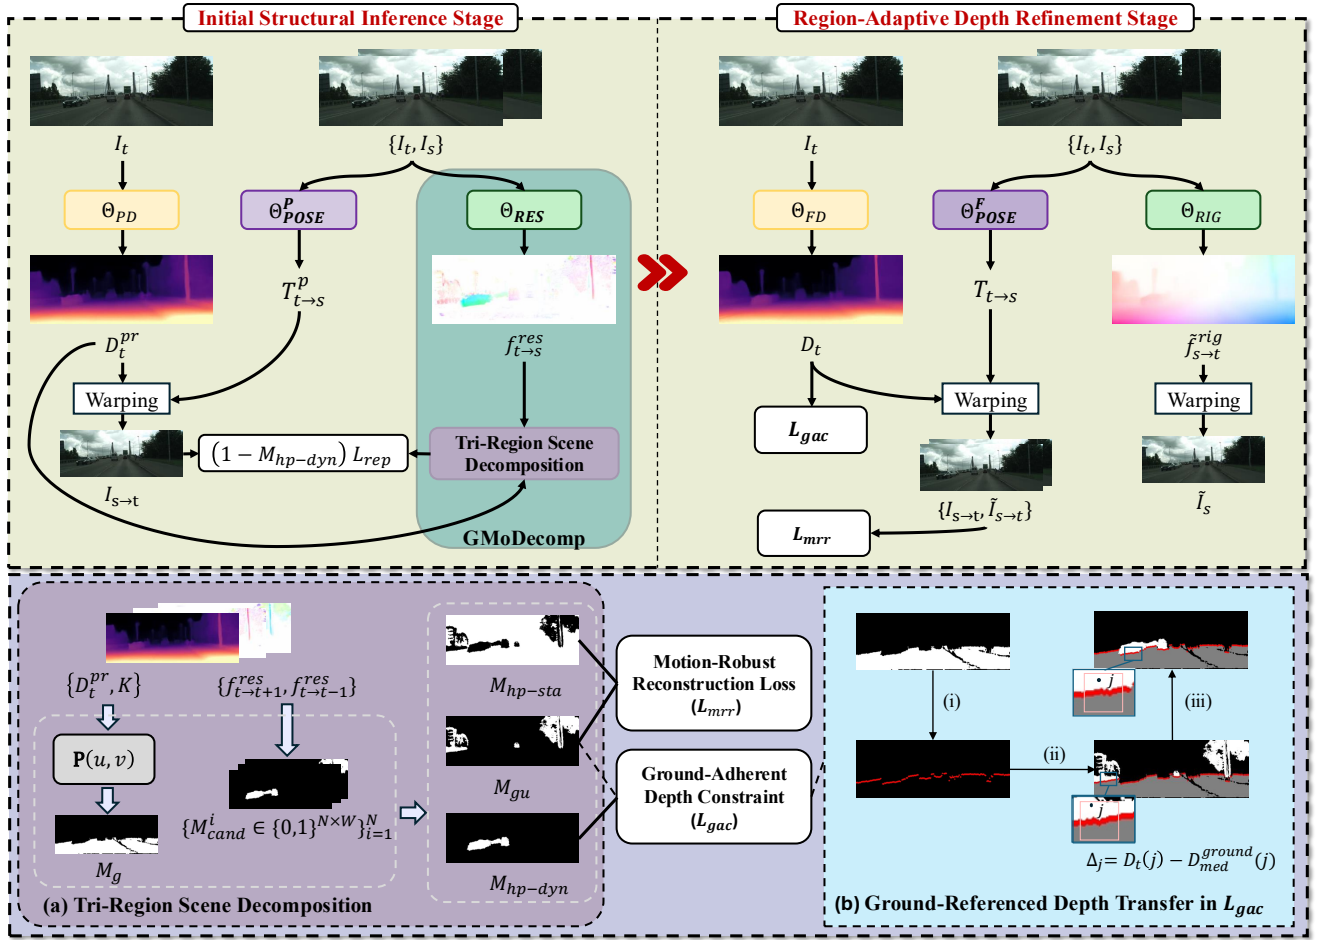 Initial Structural Inference Stage
Region-Adaptive Depth Refinement Stage
I_t
{I_t, I_s}
Θ_PD
Θ^P_POSE
Θ_RES
D_t^pr
T^p_t→s
f^res_t→s
Warping
I_s→t
(1 − M_hp−dyn) L_rep
Tri-Region Scene
Decomposition
GMoDecomp
I_t
{I_t, I_s}
Θ_FD
Θ^F_POSE
Θ_RIG
D_t
T_t→s
f̃^rig_s→t
Warping
Warping
L_gac
{I_s→t, Ĩ_s→t}
Ĩ_s
L_mrr
{D_t^pr, K}
{f^res_t→t+1, f^res_t→t−1}
P(u, v)
M_g
{M^i_cand ∈ {0,1}^N×W}^N_i=1
M_hp-sta
M_gu
M_hp-dyn
(a) Tri-Region Scene Decomposition
Motion-Robust
Reconstruction Loss
(L_mrr)
Ground-Adherent
Depth Constraint
(L_gac)
(i)
(ii)
(iii)
j
j
Δ_j = D_t(j) − D^ground_med(j)
(b) Ground-Referenced Depth Transfer in L_gac